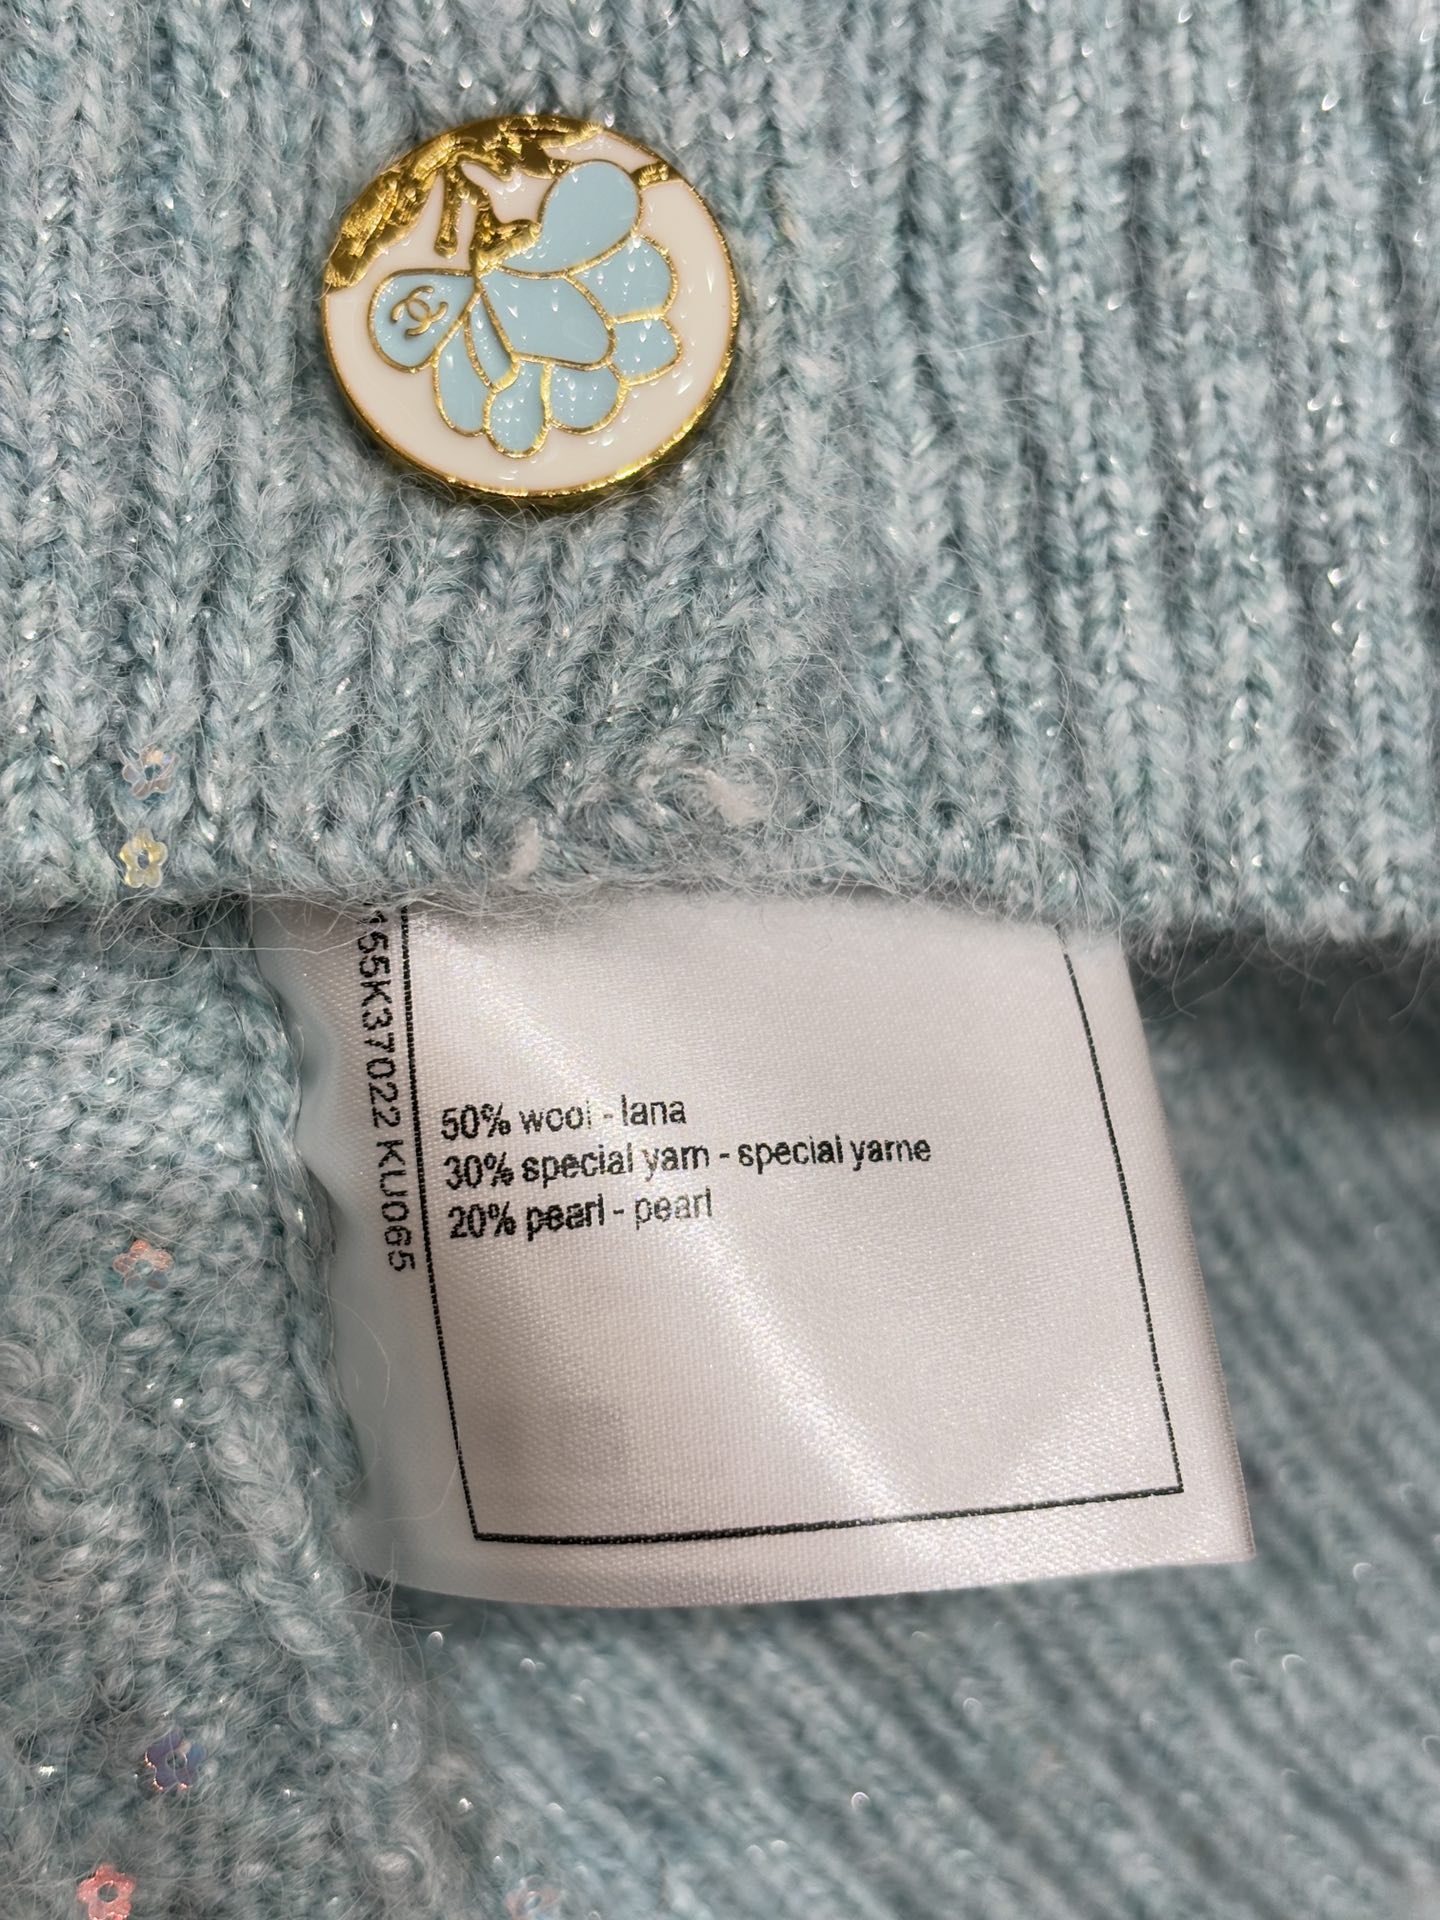 155K37022 KU065
50% wool - lana
30% special yarn - special yarne
20% pearl - pearl